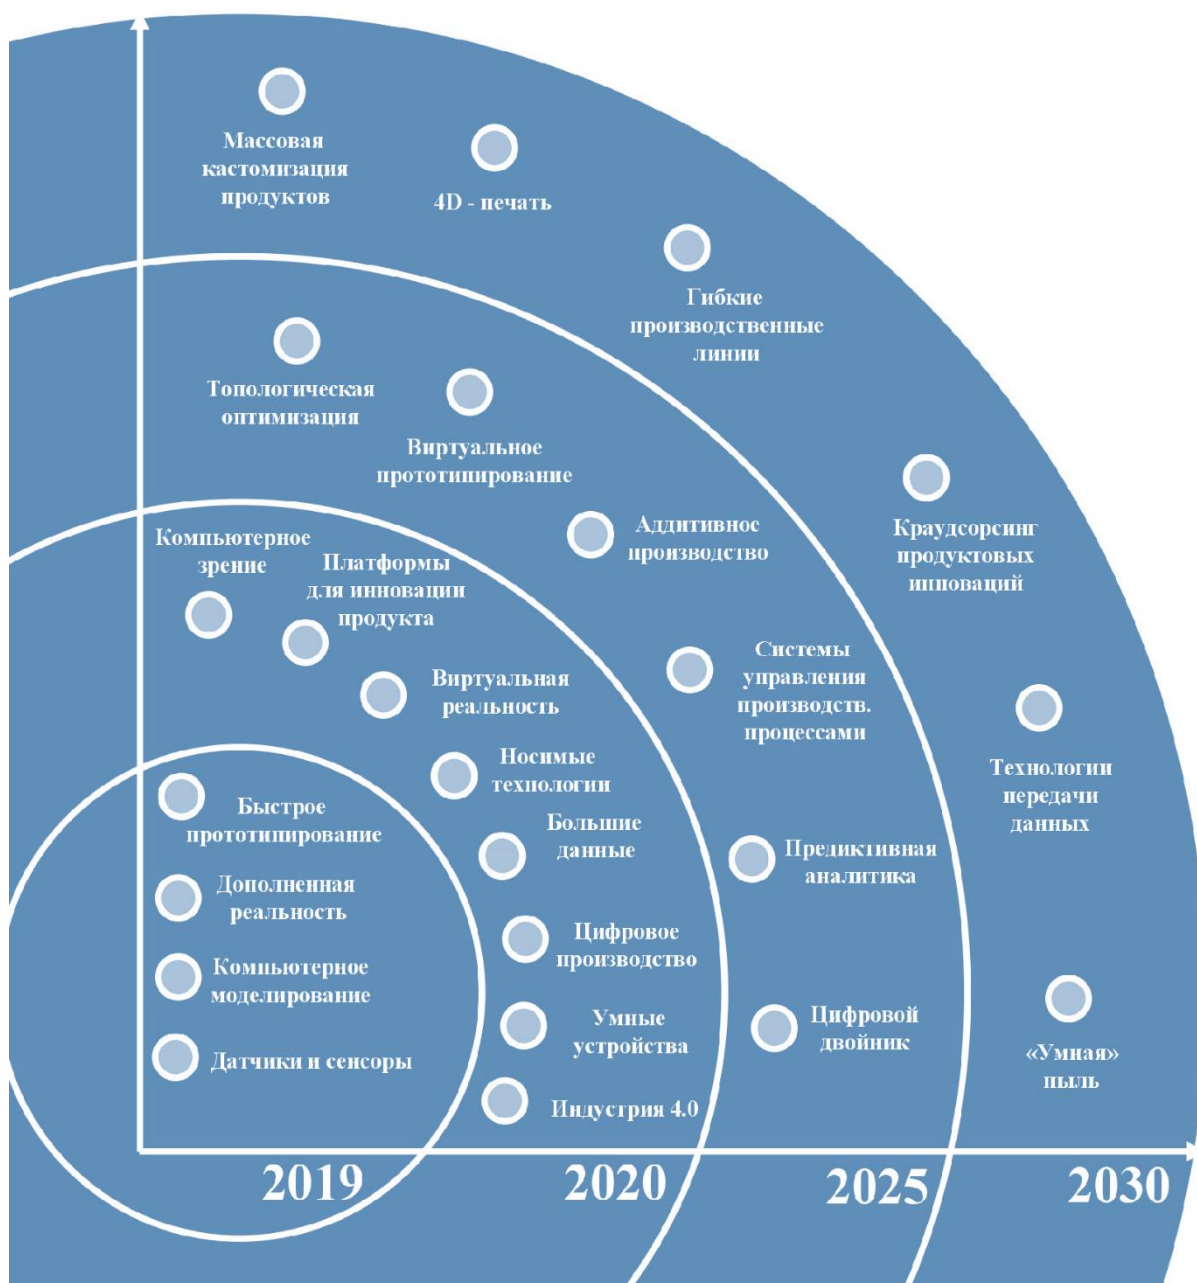 Массовая
кастомизация
продуктов
4D - печать
Гибкие
производственные
линии
Топологическая
оптимизация
Виртуальное
прототипирование
Аддитивное
производство
Краудсорсинг
продуктовых
инноваций
Компьютерное
зрение
Платформы
для инновации
продукта
Виртуальная
реальность
Системы
управления
производств.
процессами
Носимые
технологии
Технологии
передачи
данных
Быстрое
прототипирование
Большие
данные
Предиктивная
аналитика
Дополненная
реальность
Цифровое
производство
Компьютерное
моделирование
Умные
устройства
Цифровой
двойник
«Умная»
пыль
Датчики и сенсоры
Индустрия 4.0
2019
2020
2025
2030